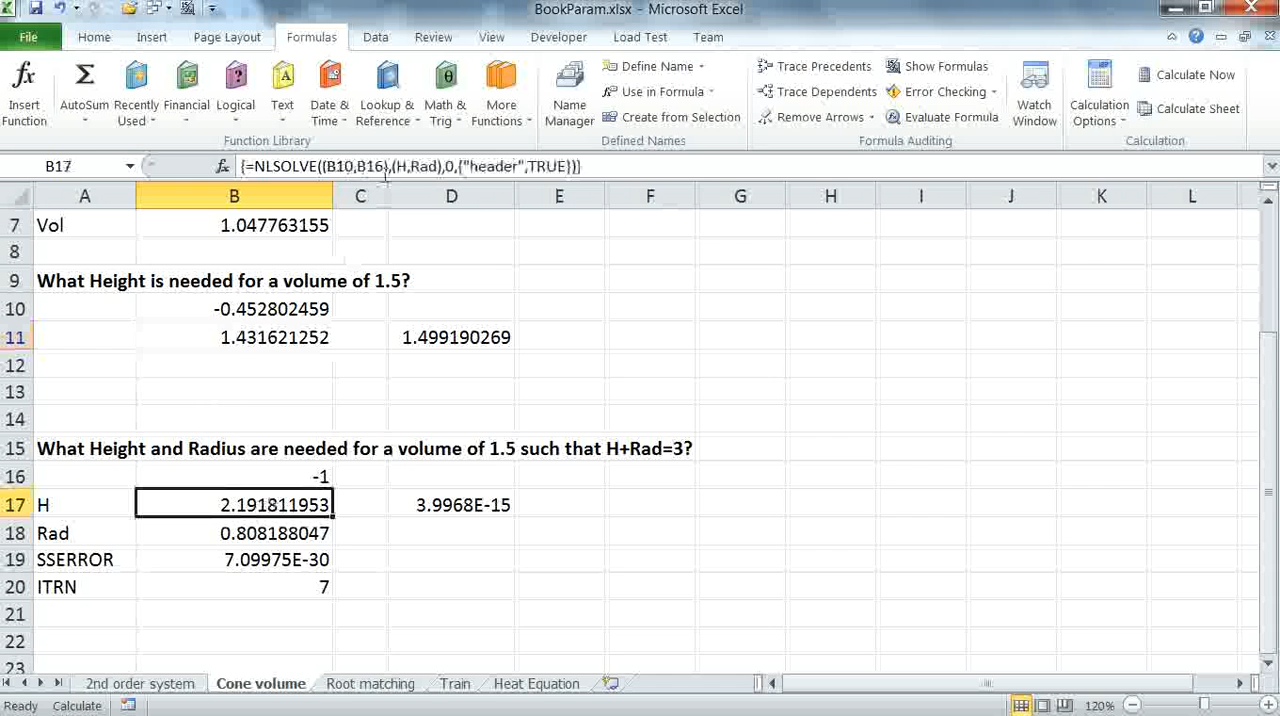 BookParam.xlsx - Microsoft Excel
File Home Insert Page Layout Formulas Data Review View Developer Load Test Team
fx Insert Function
Σ AutoSum
Recently Used
Financial
Logical
A Text
Date & Time
Lookup & Reference
θ Math & Trig
More Functions
Function Library
Name Manager
Define Name
Use in Formula
Create from Selection
Defined Names
Trace Precedents
Trace Dependents
Remove Arrows
Show Formulas
Error Checking
Evaluate Formula
Formula Auditing
Watch Window
Calculation Options
Calculate Now
Calculate Sheet
Calculation
B17 fx {=NLSOLVE((B10,B16),(H,Rad),0,{"header",TRUE})}
A B C D E F G H I J K L
7 Vol 1.047763155
8
9 What Height is needed for a volume of 1.5?
10 -0.452802459
11 1.431621252 1.499190269
12
13
14
15 What Height and Radius are needed for a volume of 1.5 such that H+Rad=3?
16 -1
17 H 2.191811953 3.9968E-15
18 Rad 0.808188047
19 SSERROR 7.09975E-30
20 ITRN 7
21
22
23
2nd order system Cone volume Root matching Train Heat Equation
Ready Calculate 120%